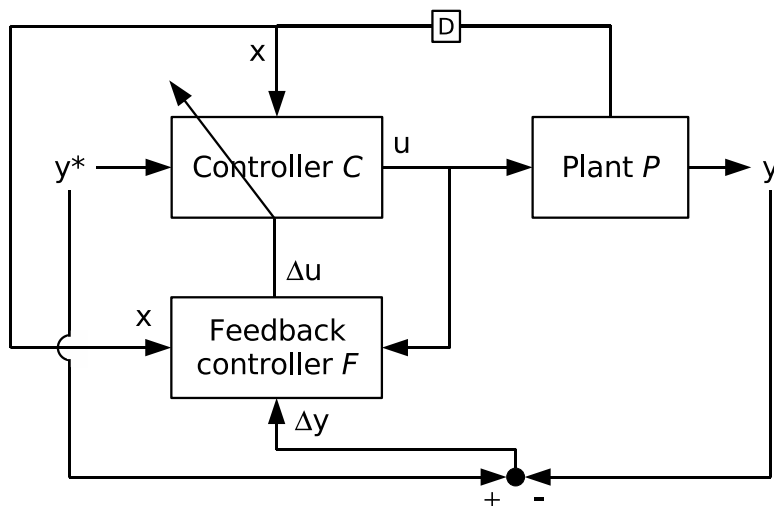 D
x
y*
Controller C
u
Plant P
y
Δu
x
Feedback
controller F
Δy
+
-